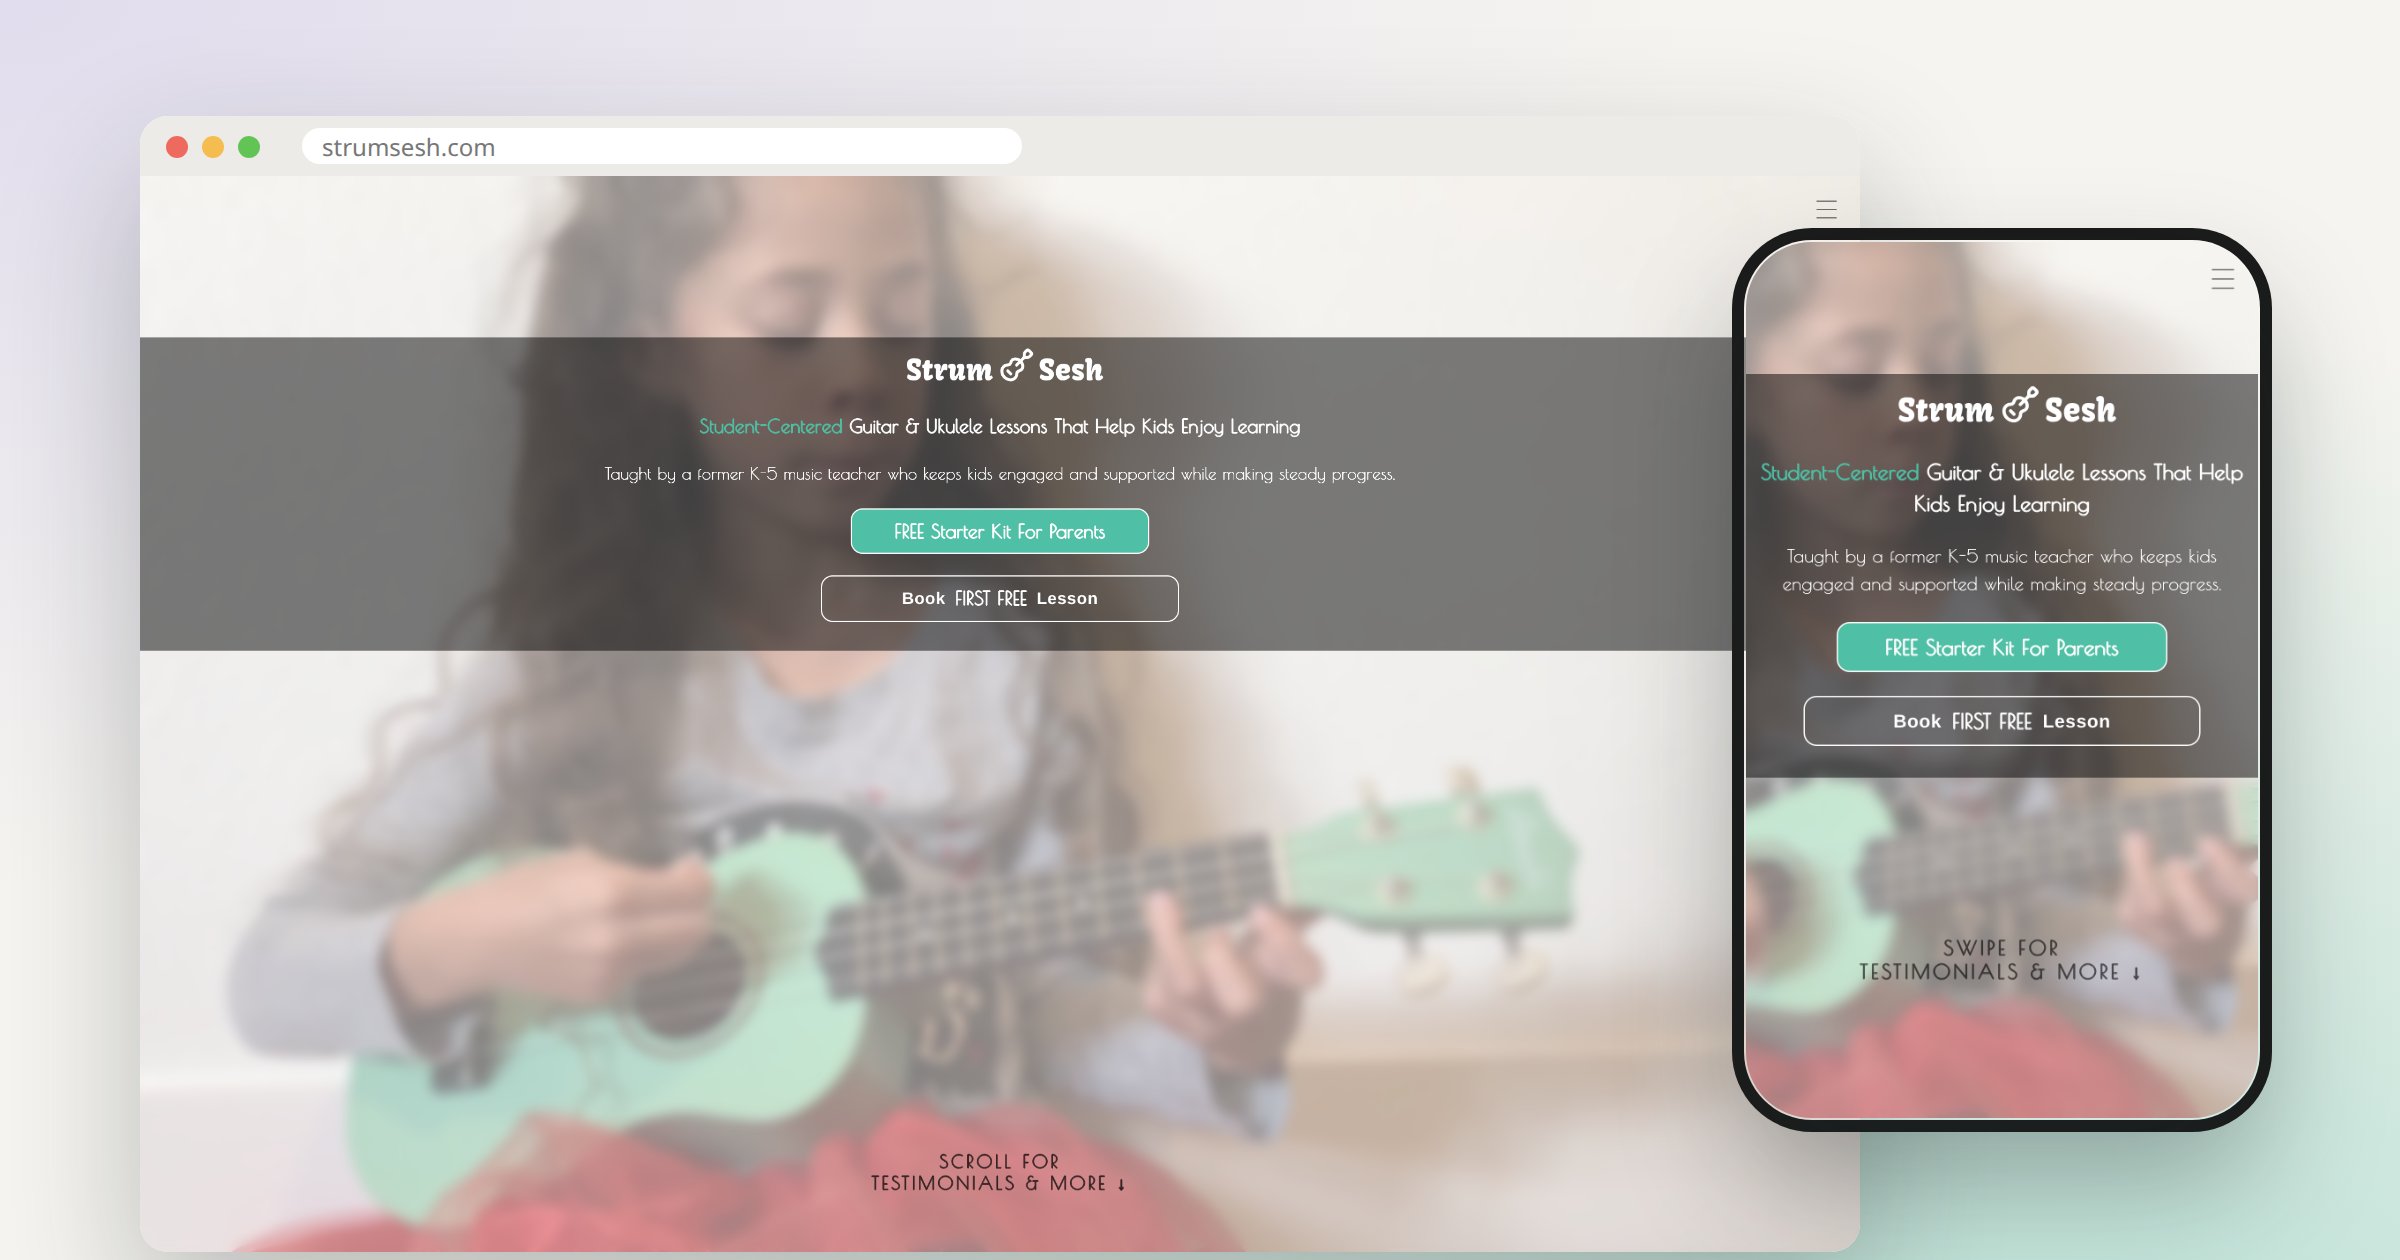 strumsesh.com
Strum Sesh
Student-Centered Guitar & Ukulele Lessons That Help Kids Enjoy Learning
Taught by a former K-5 music teacher who keeps kids engaged and supported while making steady progress.
FREE Starter Kit For Parents
Book FIRST FREE Lesson
SCROLL FOR
TESTIMONIALS & MORE ↓
Strum Sesh
Student-Centered Guitar & Ukulele Lessons That Help
Kids Enjoy Learning
Taught by a former K-5 music teacher who keeps kids
engaged and supported while making steady progress.
FREE Starter Kit For Parents
Book FIRST FREE Lesson
SWIPE FOR
TESTIMONIALS & MORE ↓